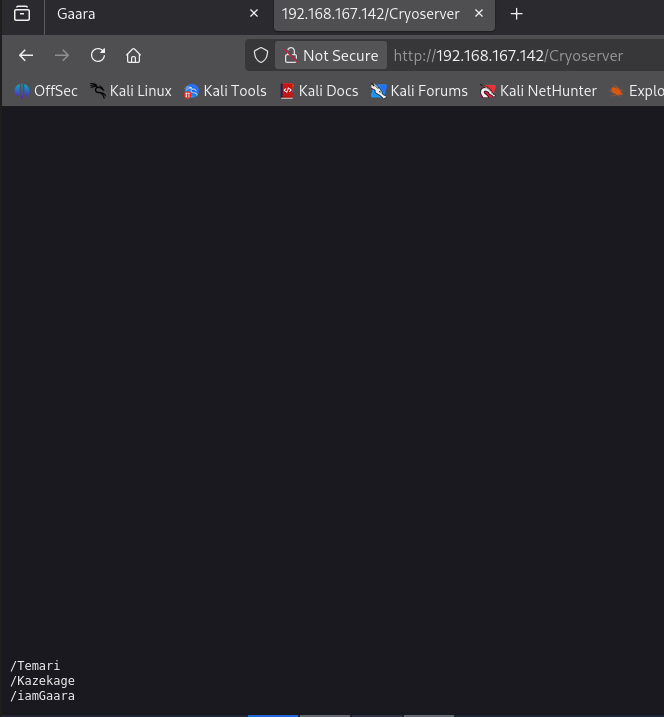 Gaara
192.168.167.142/Cryoserver
Not Secure http://192.168.167.142/Cryoserver
OffSec Kali Linux Kali Tools Kali Docs Kali Forums Kali NetHunter Explo
/Temari
/Kazekage
/iamGaara